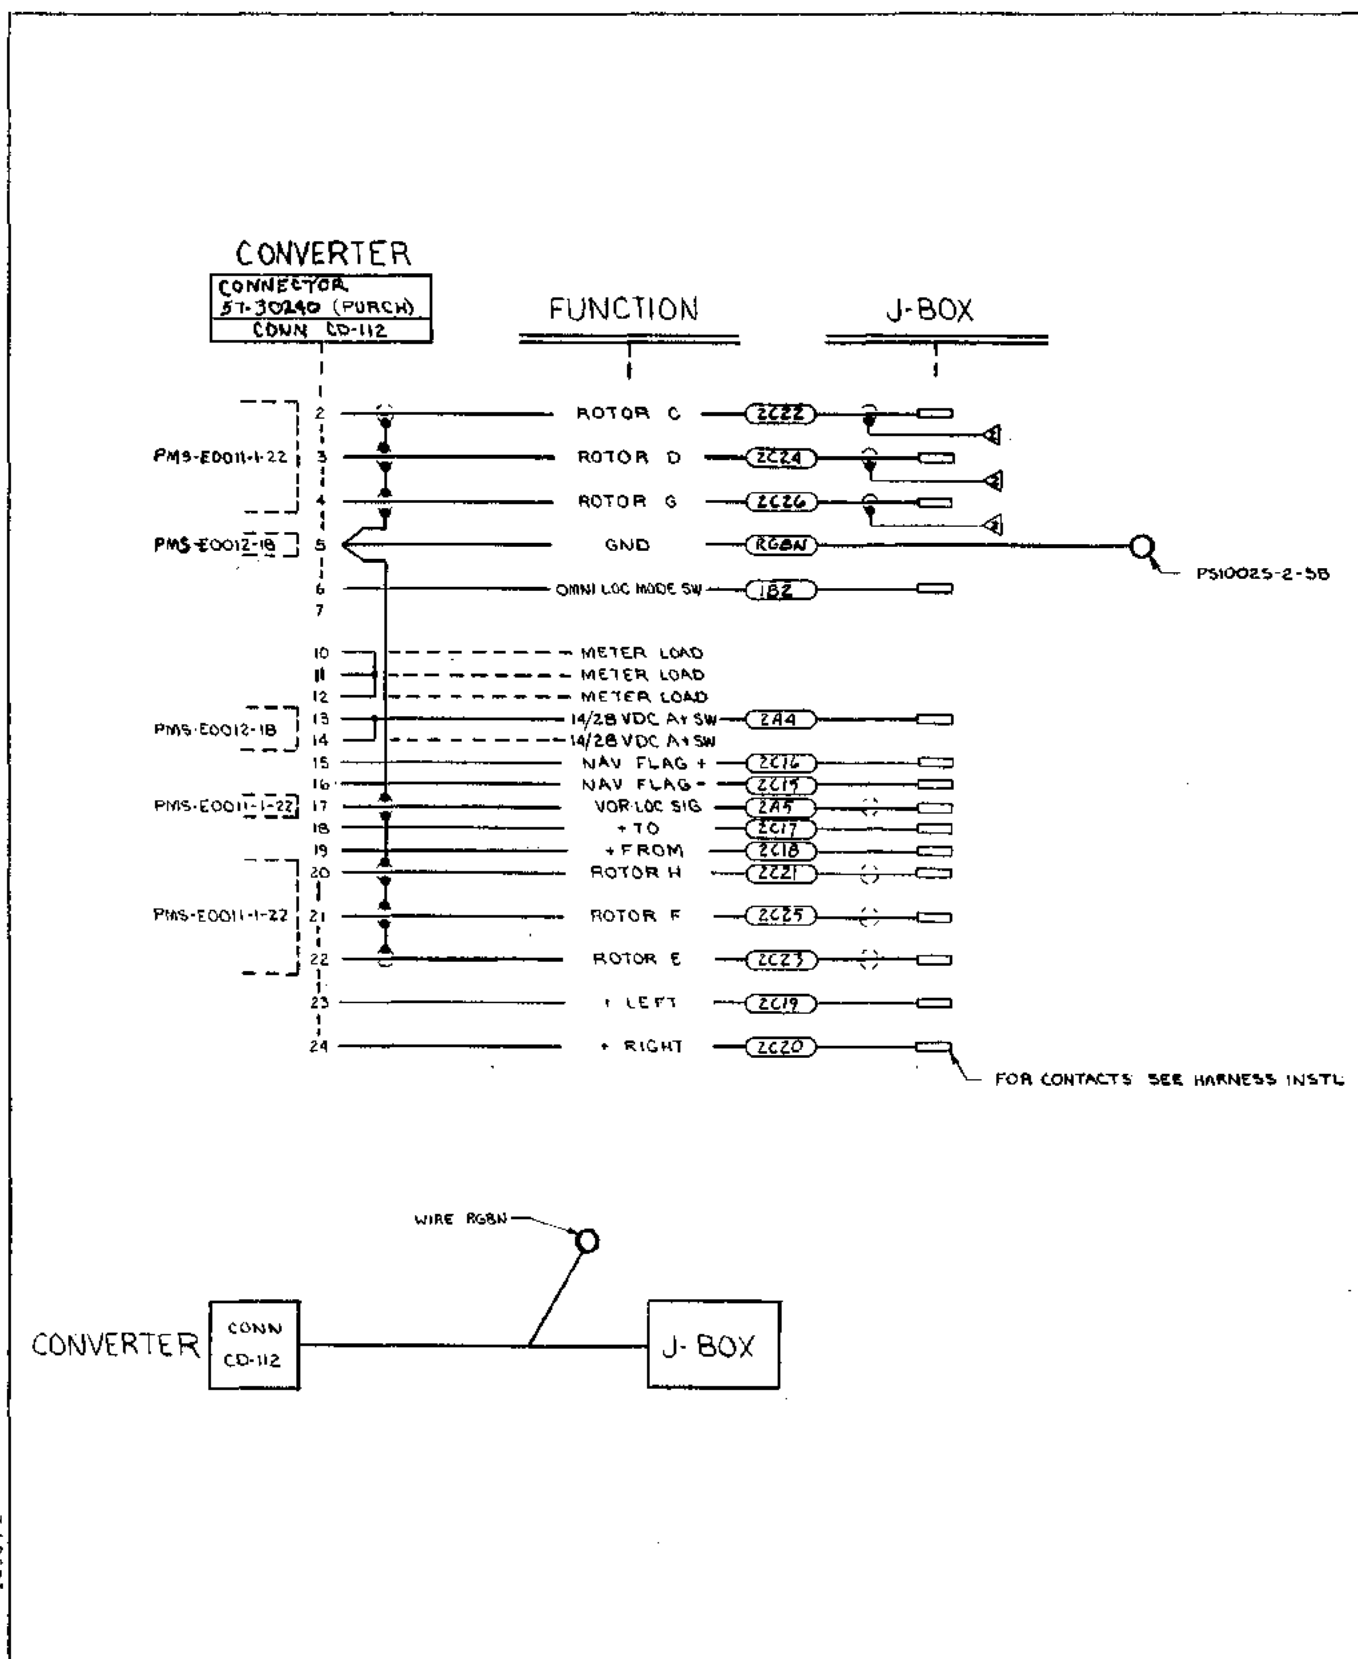 CONVERTER
CONNECTOR
57-30240 (PURCH)
CONN CD-112
FUNCTION
J-BOX
2 ROTOR C 2C22
PMS-E0011-1-22 3 ROTOR D 2C24
4 ROTOR G 2C26
PMS-E0012-18 5 GND RG8N
PS10025-2-5B
6 OMNI LOC MODE SW 1B2
7
10 METER LOAD
11 METER LOAD
12 METER LOAD
13 14/28 VDC A+ SW 2A4
PMS-E0012-18
14 14/28 VDC A+ SW
15 NAV FLAG + 2C16
16 NAV FLAG - 2C15
PMS-E0011-1-22 17 VOR-LOC SIG 2A5
18 + TO 2C17
19 + FROM 2C18
20 ROTOR H 2C21
PMS-E0011-1-22 21 ROTOR F 2C25
22 ROTOR E 2C23
23 + LEFT 2C19
24 + RIGHT 2C20
FOR CONTACTS SEE HARNESS INSTL
WIRE RG8N
CONVERTER
CONN
CD-112
J-BOX